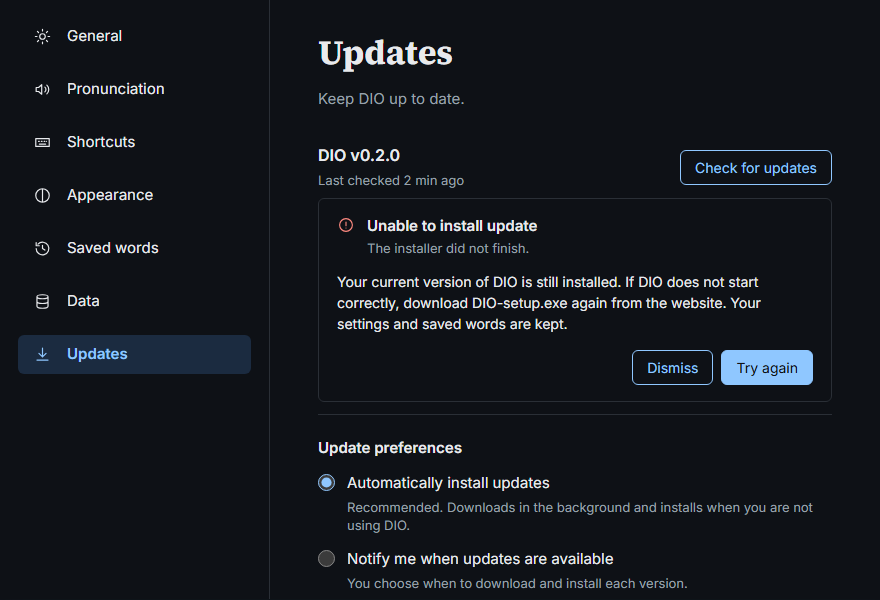 General
Pronunciation
Shortcuts
Appearance
Saved words
Data
Updates
Updates
Keep DIO up to date.
DIO v0.2.0
Last checked 2 min ago
Check for updates
Unable to install update
The installer did not finish.
Your current version of DIO is still installed. If DIO does not start
correctly, download DIO-setup.exe again from the website. Your
settings and saved words are kept.
Dismiss
Try again
Update preferences
Automatically install updates
Recommended. Downloads in the background and installs when you are not
using DIO.
Notify me when updates are available
You choose when to download and install each version.